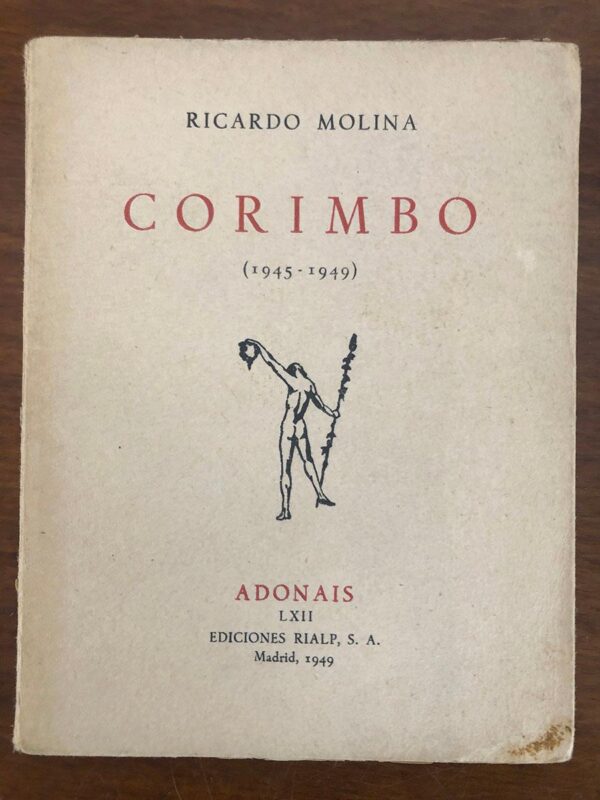 RICARDO MOLINA
CORIMBO
(1945-1949)
ADONAIS
LXII
EDICIONES RIALP, S. A.
Madrid, 1949